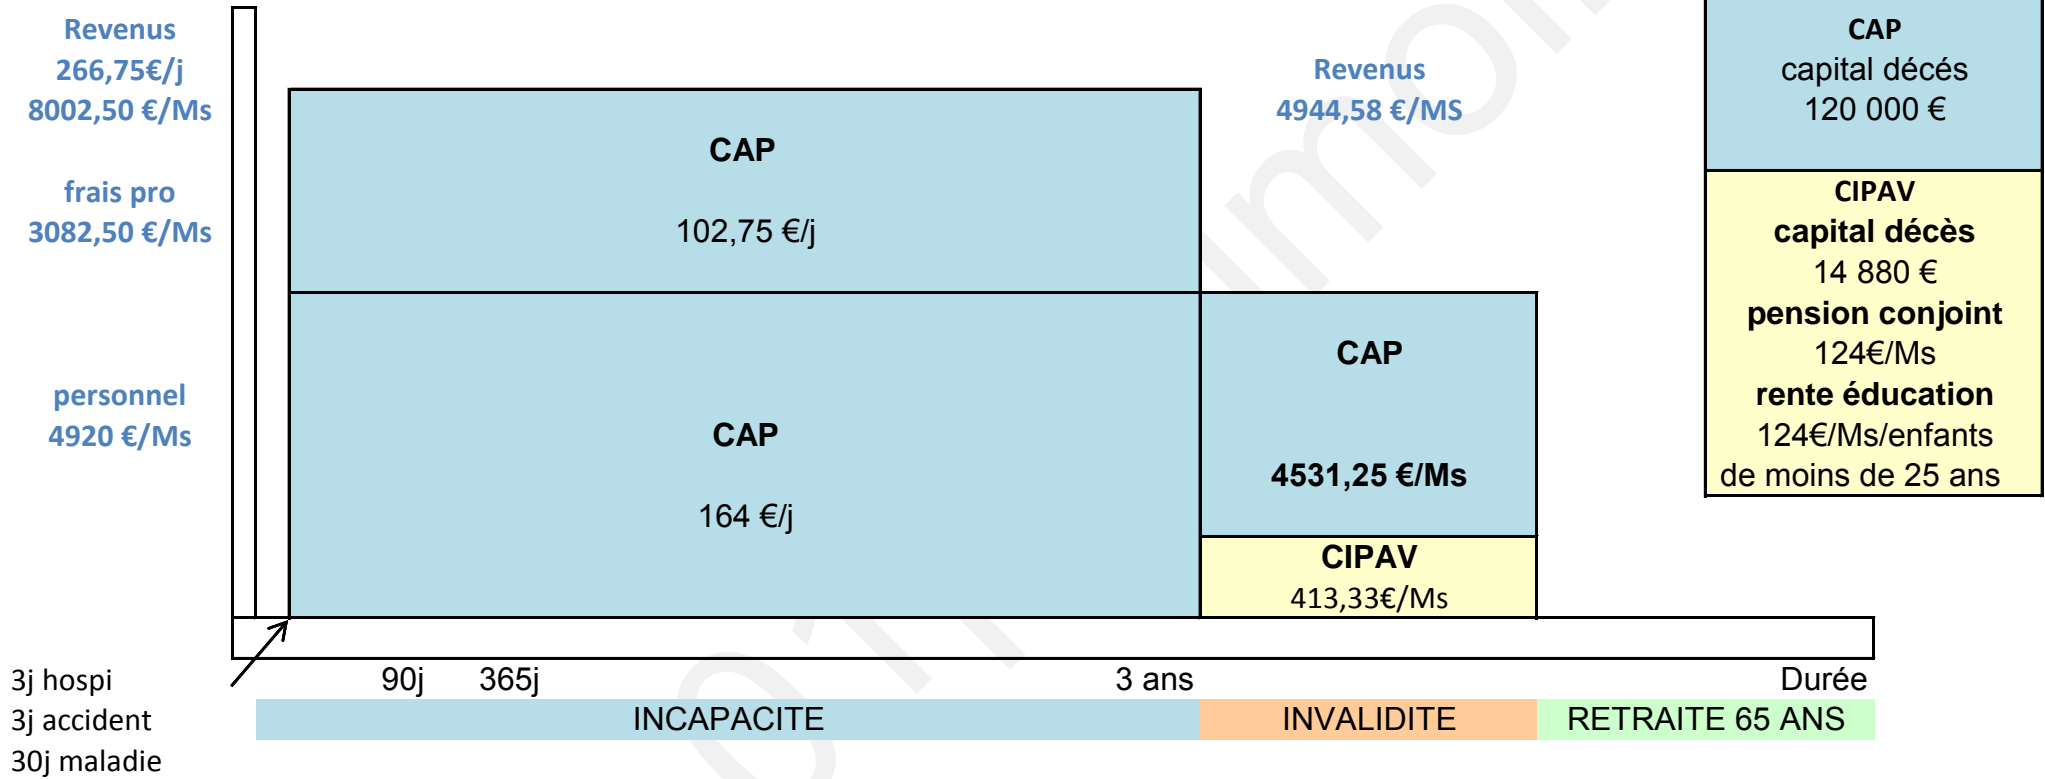 Revenus
266,75€/j
8002,50 €/Ms
frais pro
3082,50 €/Ms
personnel
4920 €/Ms
CAP
102,75 €/j
CAP
164 €/j
Revenus
4944,58 €/MS
CAP
4531,25 €/Ms
CIPAV
413,33€/Ms
CAP
capital décés
120 000 €
CIPAV
capital décès
14 880 €
pension conjoint
124€/Ms
rente éducation
124€/Ms/enfants
de moins de 25 ans
3j hospi
3j accident
30j maladie
90j 365j 3 ans Durée
INCAPACITE INVALIDITE RETRAITE 65 ANS